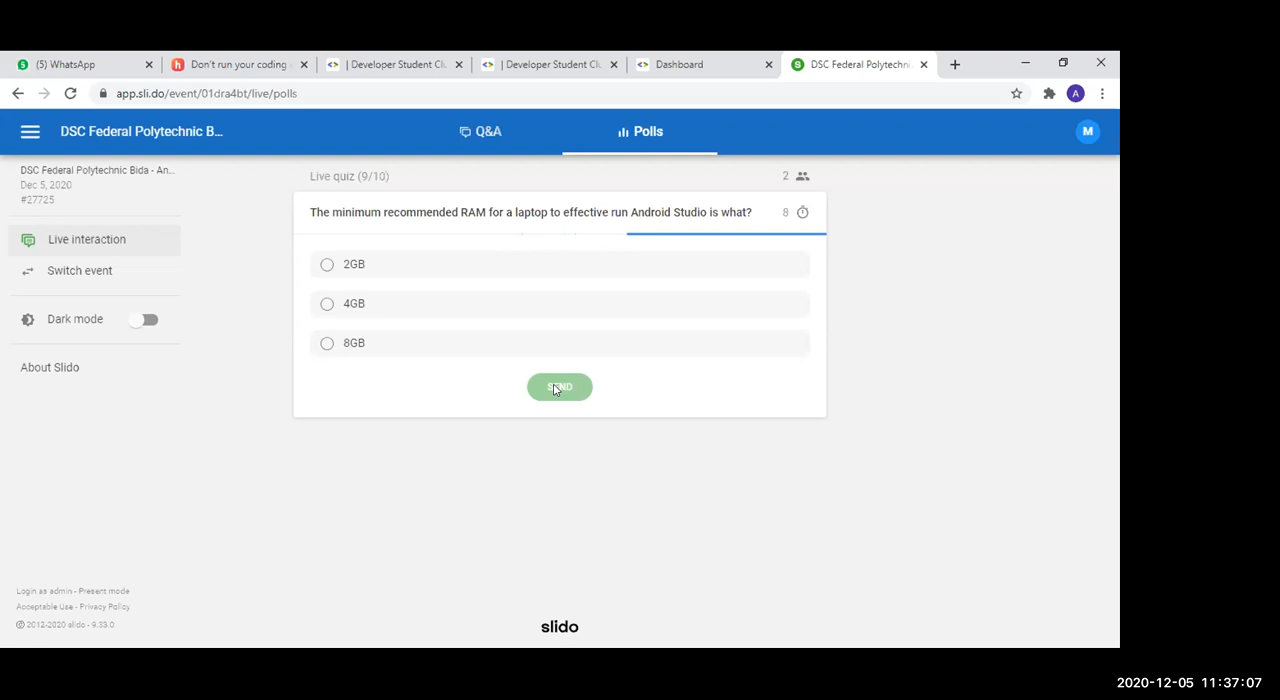 (5) WhatsApp
Don't run your coding
| Developer Student Clu
| Developer Student Clu
Dashboard
DSC Federal Polytechni
app.sli.do/event/01dra4bt/live/polls
A
DSC Federal Polytechnic B...
Q&A
Polls
M
DSC Federal Polytechnic Bida - An...
Dec 5, 2020
#27725
Live interaction
Switch event
Dark mode
About Slido
Live quiz (9/10)
2
The minimum recommended RAM for a laptop to effective run Android Studio is what?
8
2GB
4GB
8GB
SEND
Login as admin - Present mode
Acceptable Use - Privacy Policy
© 2012-2020 slido - 9.33.0
slido
2020-12-05 11:37:07